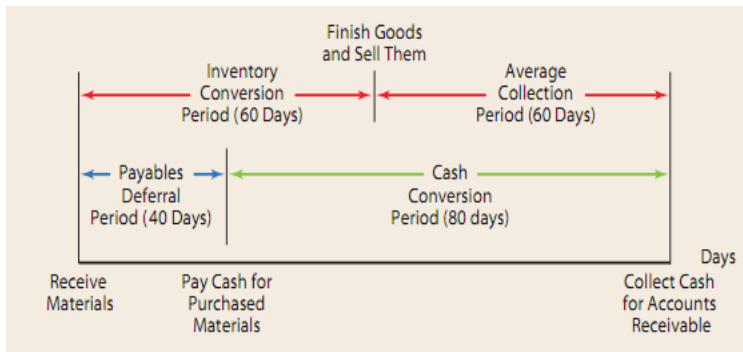 Finish Goods
and Sell Them
Inventory
Conversion
Period (60 Days)
Average
Collection
Period (60 Days)
Payables
Deferral
Period (40 Days)
Cash
Conversion
Period (80 days)
Days
Receive
Materials
Pay Cash for
Purchased
Materials
Collect Cash
for Accounts
Receivable